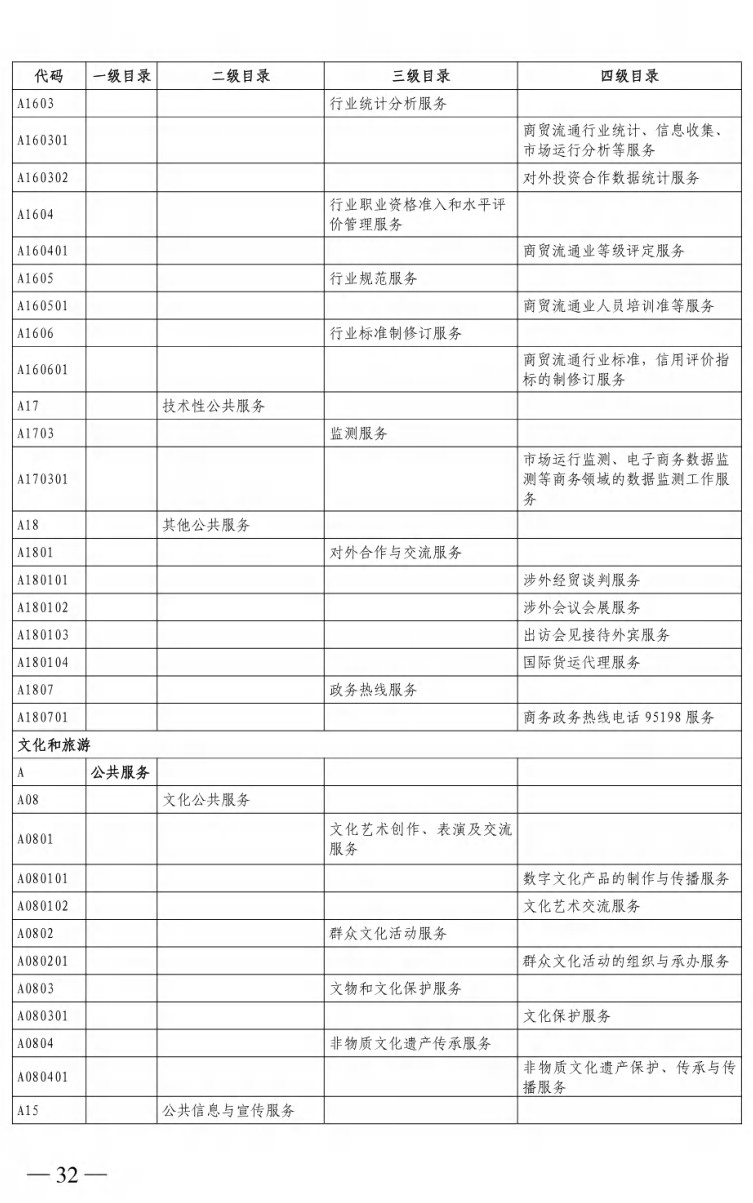 代码 一级目录 二级目录 三级目录 四级目录
A1603 行业统计分析服务
A160301 商贸流通行业统计、信息收集、
市场运行分析等服务
A160302 对外投资合作数据统计服务
A1604 行业职业资格准入和水平评
价管理服务
A160401 商贸流通业等级评定服务
A1605 行业规范服务
A160501 商贸流通业人员培训准等服务
A1606 行业标准制修订服务
A160601 商贸流通行业标准，信用评价指
标的制修订服务
A17 技术性公共服务
A1703 监测服务
A170301 市场运行监测、电子商务数据监
测等商务领域的数据监测工作服
务
A18 其他公共服务
A1801 对外合作与交流服务
A180101 涉外经贸谈判服务
A180102 涉外会议会展服务
A180103 出访会见接待外宾服务
A180104 国际货运代理服务
A1807 政务热线服务
A180701 商务政务热线电话 95198 服务
文化和旅游
A 公共服务
A08 文化公共服务
A0801 文化艺术创作、表演及交流
服务
A080101 数字文化产品的制作与传播服务
A080102 文化艺术交流服务
A0802 群众文化活动服务
A080201 群众文化活动的组织与承办服务
A0803 文物和文化保护服务
A080301 文化保护服务
A0804 非物质文化遗产传承服务
A080401 非物质文化遗产保护、传承与传
播服务
A15 公共信息与宣传服务
— 32 —